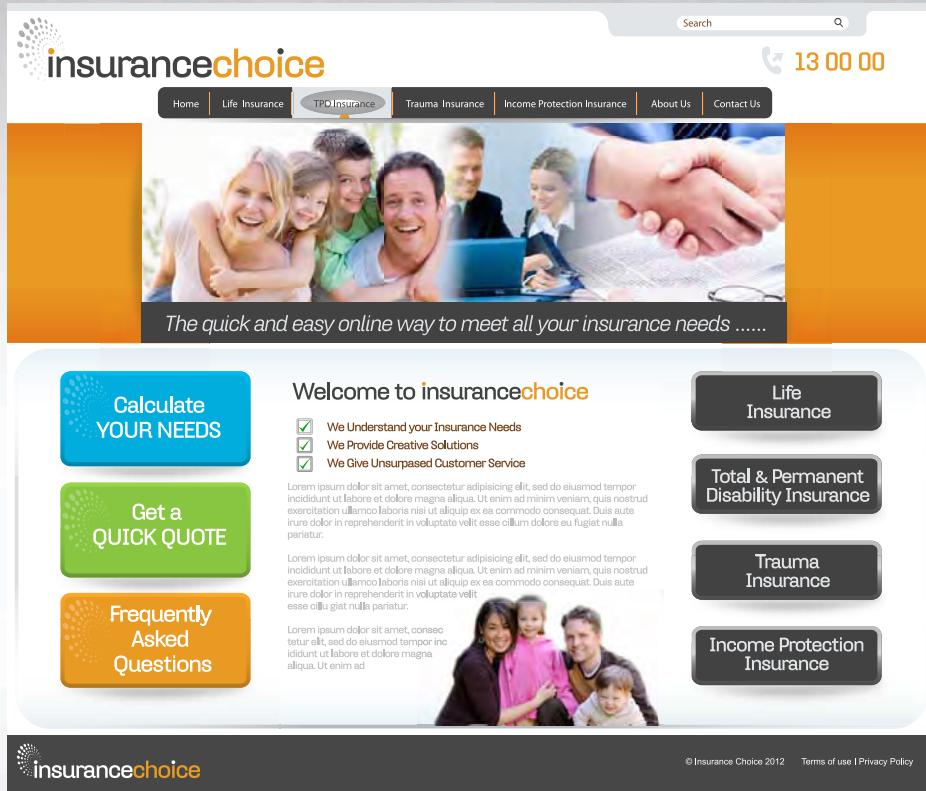 Search
insurancechoice
13 00 00
Home Life Insurance TPD Insurance Trauma Insurance Income Protection Insurance About Us Contact Us
The quick and easy online way to meet all your insurance needs ......
Calculate
YOUR NEEDS
Get a
QUICK QUOTE
Frequently
Asked
Questions
Welcome to insurancechoice
We Understand your Insurance Needs
We Provide Creative Solutions
We Give Unsurpased Customer Service
Lorem ipsum dolor sit amet, consectetur adipisicing elit, sed do eiusmod tempor
incididunt ut labore et dolore magna aliqua. Ut enim ad minim veniam, quis nostrud
exercitation ullamco laboris nisi ut aliquip ex ea commodo consequat. Duis aute
irure dolor in reprehenderit in voluptate velit esse cillum dolore eu fugiat nulla
pariatur.
Lorem ipsum dolor sit amet, consectetur adipisicing elit, sed do eiusmod tempor
incididunt ut labore et dolore magna aliqua. Ut enim ad minim veniam, quis nostrud
exercitation ullamco laboris nisi ut aliquip ex ea commodo consequat. Duis aute
irure dolor in reprehenderit in voluptate velit
esse cillu giat nulla pariatur.
Lorem ipsum dolor sit amet, consec
tetur elit, sed do eiusmod tempor inc
ididunt ut labore et dolore magna
aliqua. Ut enim ad
Life
Insurance
Total & Permanent
Disability Insurance
Trauma
Insurance
Income Protection
Insurance
insurancechoice
© Insurance Choice 2012 Terms of use | Privacy Policy